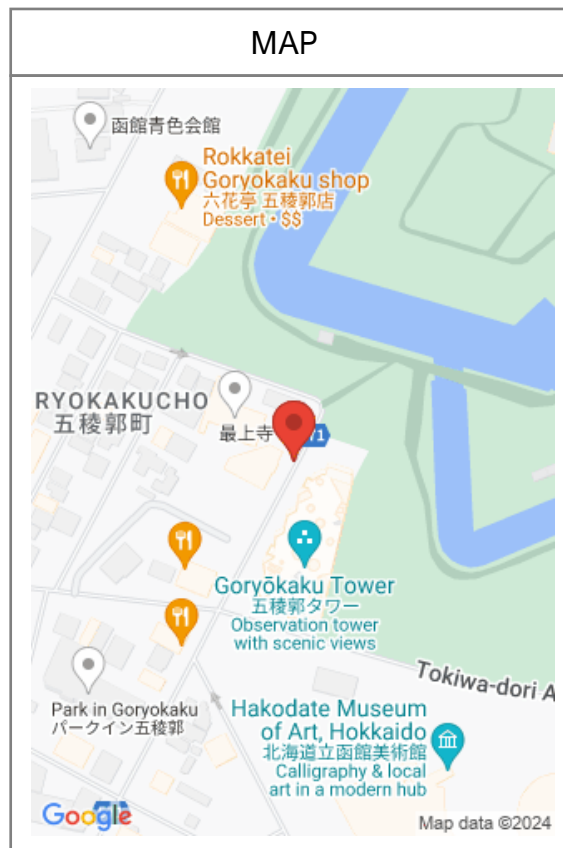 MAP
函館青色会館
Rokkatei
Goryokaku shop
六花亭 五稜郭店
Dessert • $$
RYOKAKUCHO
五稜郭町
最上寺
71
Goryōkaku Tower
五稜郭タワー
Observation tower
with scenic views
Tokiwa-dori A
Park in Goryokaku
パークイン五稜郭
Hakodate Museum
of Art, Hokkaido
北海道立函館美術館
Calligraphy & local
art in a modern hub
Google
Map data ©2024